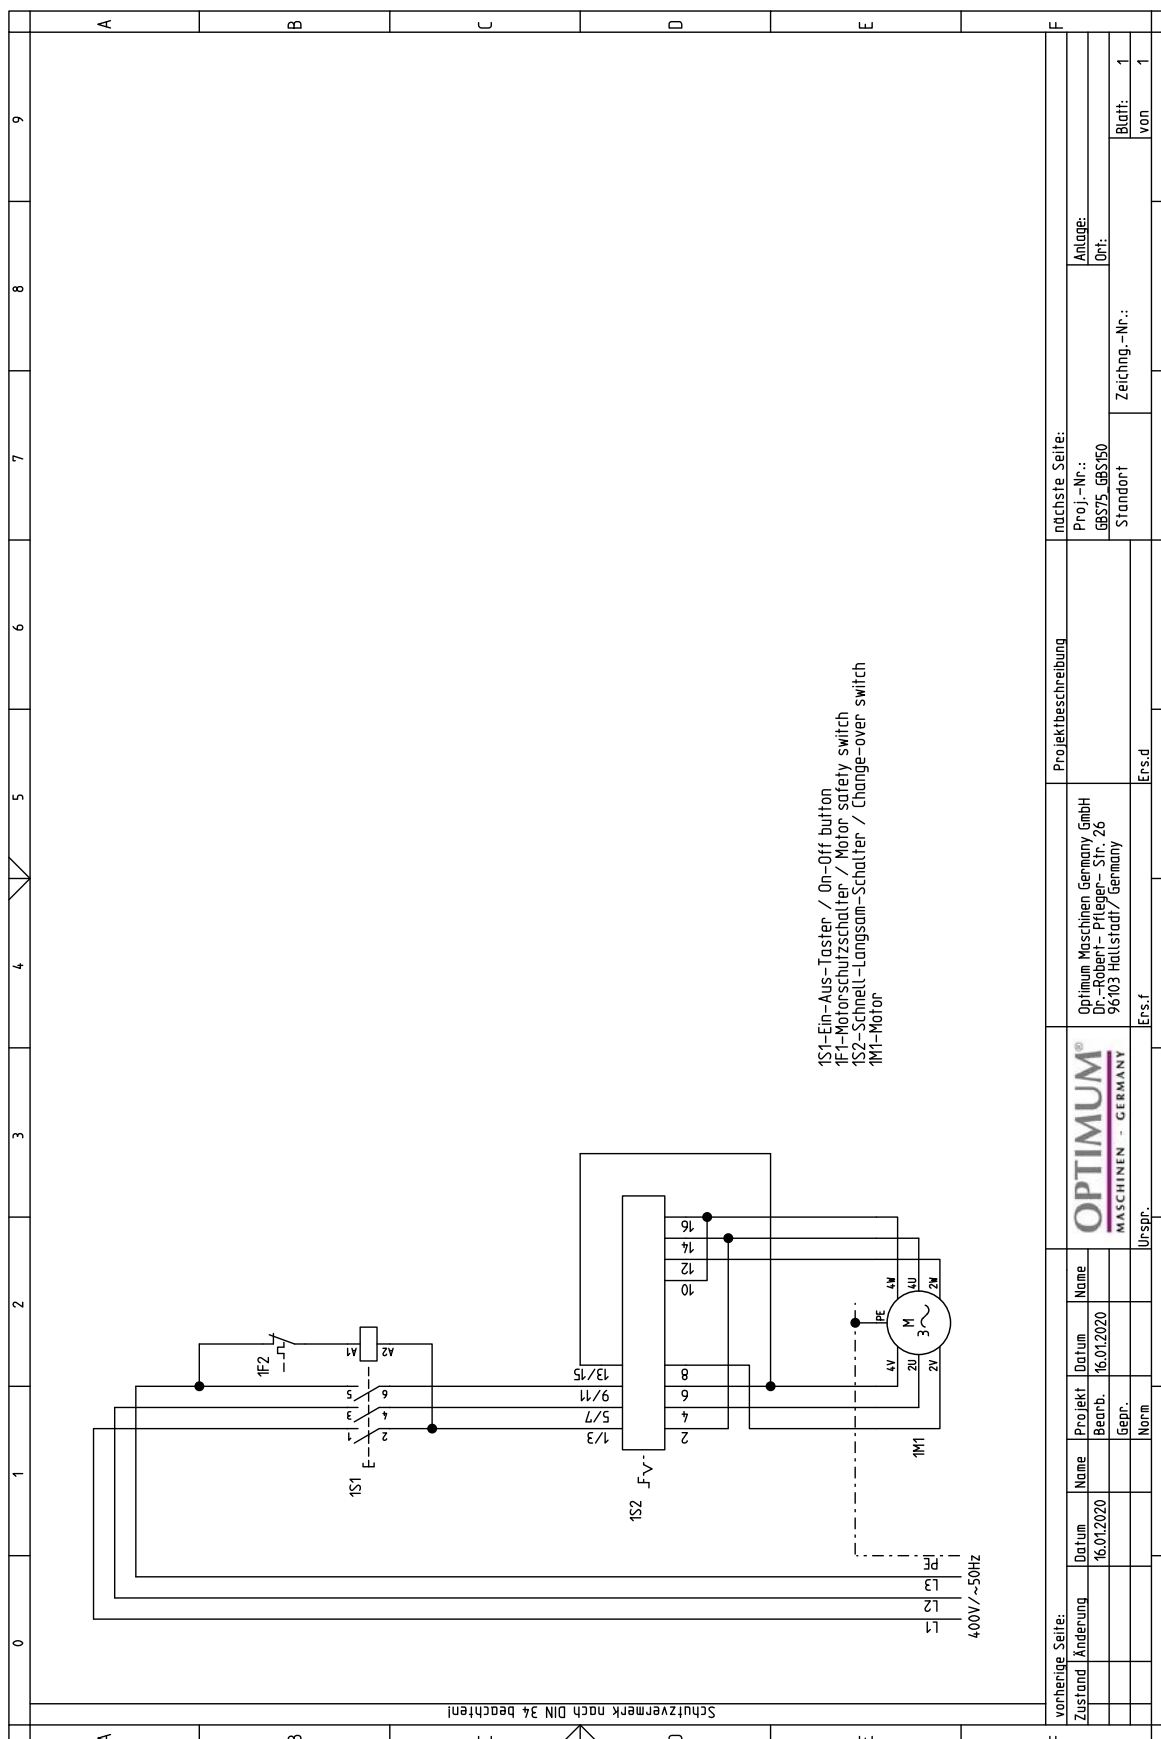 0 1 2 3 4 5 6 7 8 9
A
B
C
D
E
F
Schutzvermerk nach DIN 34 beachten!
1F2
A1
A2
1S1
1 3 5
2 4 6
1/3 5/7 9/11 13/15
1S2
2 4 6 8 10 12 14 16
PE
4V 2U 2V
4W 4U 2W
M
3~
1M1
L1 L2 L3 PE
400V/~50Hz
1S1-Ein-Aus-Taster / On-Off button
1F1-Motorschutzschalter / Motor safety switch
1S2-Schnell-Langsam-Schalter / Change-over switch
1M1-Motor
vorherige Seite:
Zustand Änderung Datum Name Projekt Datum Name
16.01.2020 Bearb. 16.01.2020
Gepr.
Norm
Urspr.
OPTIMUM®
MASCHINEN - GERMANY
Optimum Maschinen Germany GmbH
Dr.-Robert- Pfleger- Str. 26
96103 Hallstadt/ Germany
Ers.f
Ers.d
Projektbeschreibung
nächste Seite:
Proj.-Nr.:
GBS75_GBS150
Anlage:
Ort:
Standort
Zeichng.-Nr.:
Blatt: 1
von 1